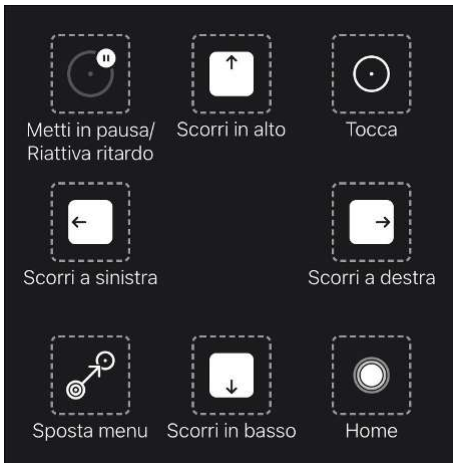 Metti in pausa/
Riattiva ritardo
Scorri in alto
Tocca
Scorri a sinistra
Scorri a destra
Sposta menu
Scorri in basso
Home